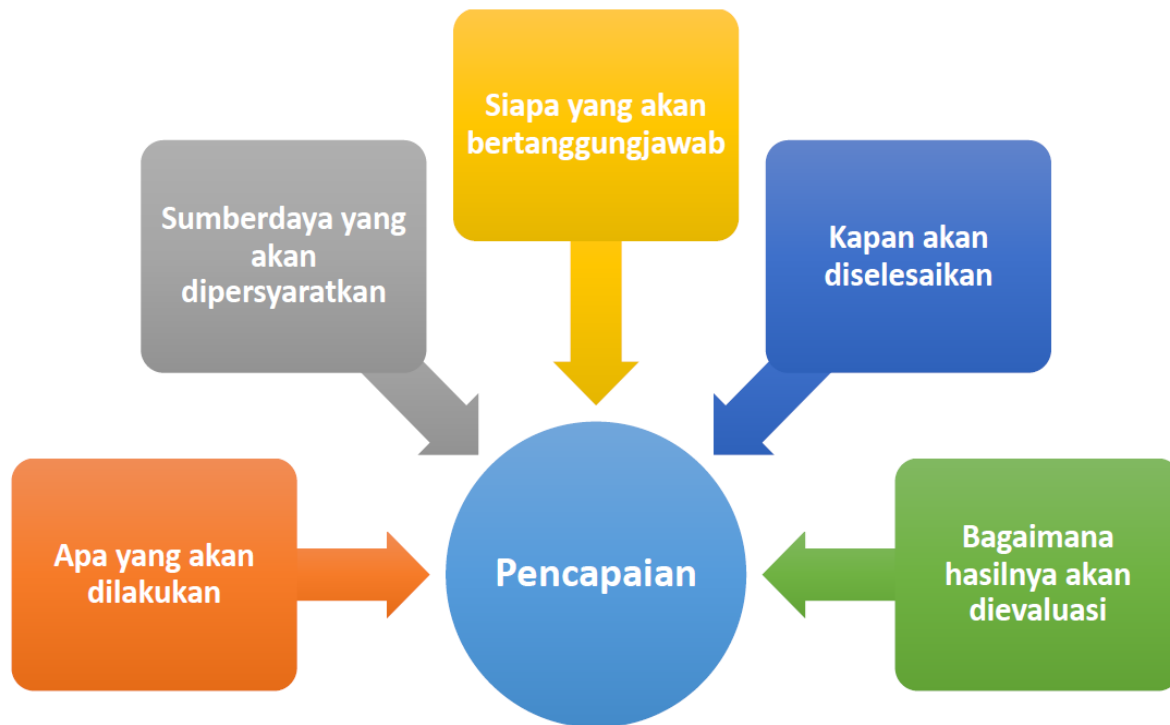 Siapa yang akan
bertanggungjawab
Sumberdaya yang
akan
dipersyaratkan
Kapan akan
diselesaikan
Apa yang akan
dilakukan
Pencapaian
Bagaimana
hasilnya akan
dievaluasi